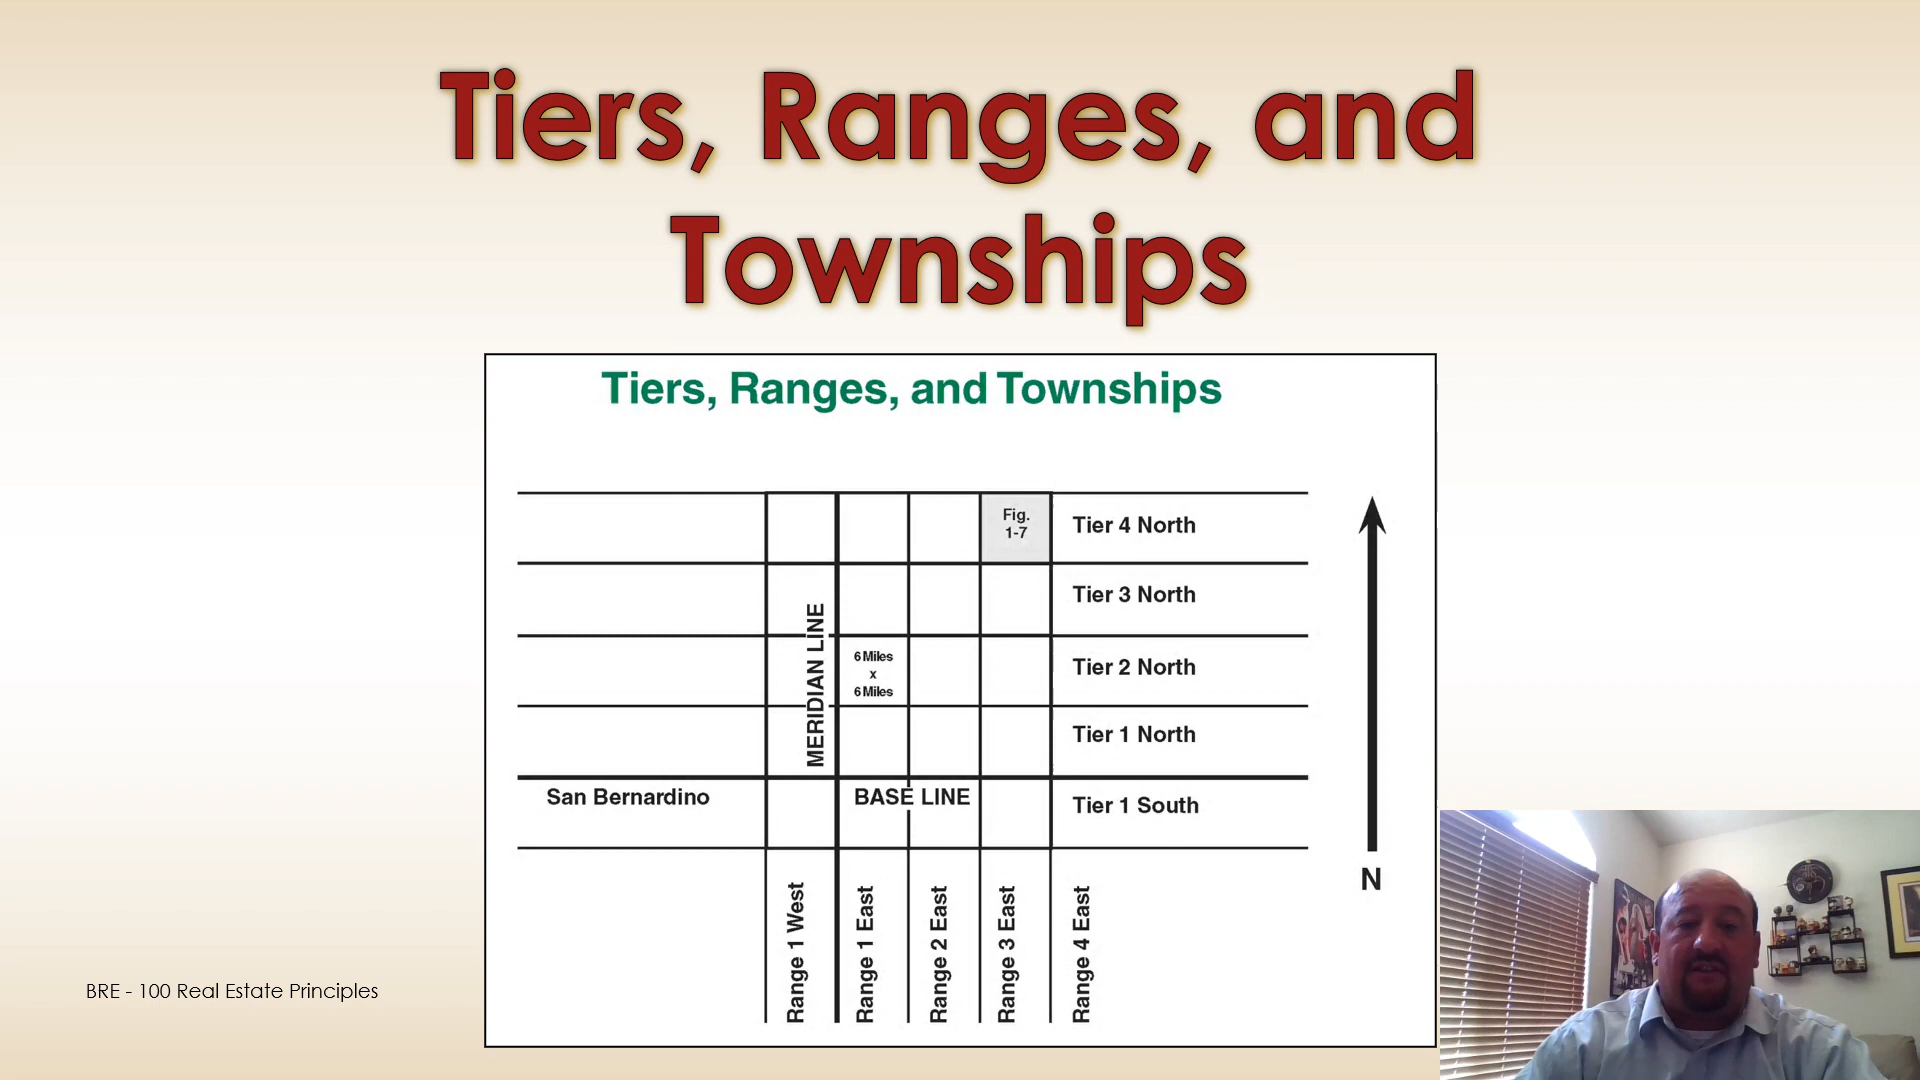 Tiers, Ranges, and
Townships
Tiers, Ranges, and Townships
Fig.
1-7
Tier 4 North
Tier 3 North
MERIDIAN LINE
6 Miles
x
6 Miles
Tier 2 North
Tier 1 North
San Bernardino
BASE LINE
Tier 1 South
N
Range 1 West
Range 1 East
Range 2 East
Range 3 East
Range 4 East
BRE - 100 Real Estate Principles